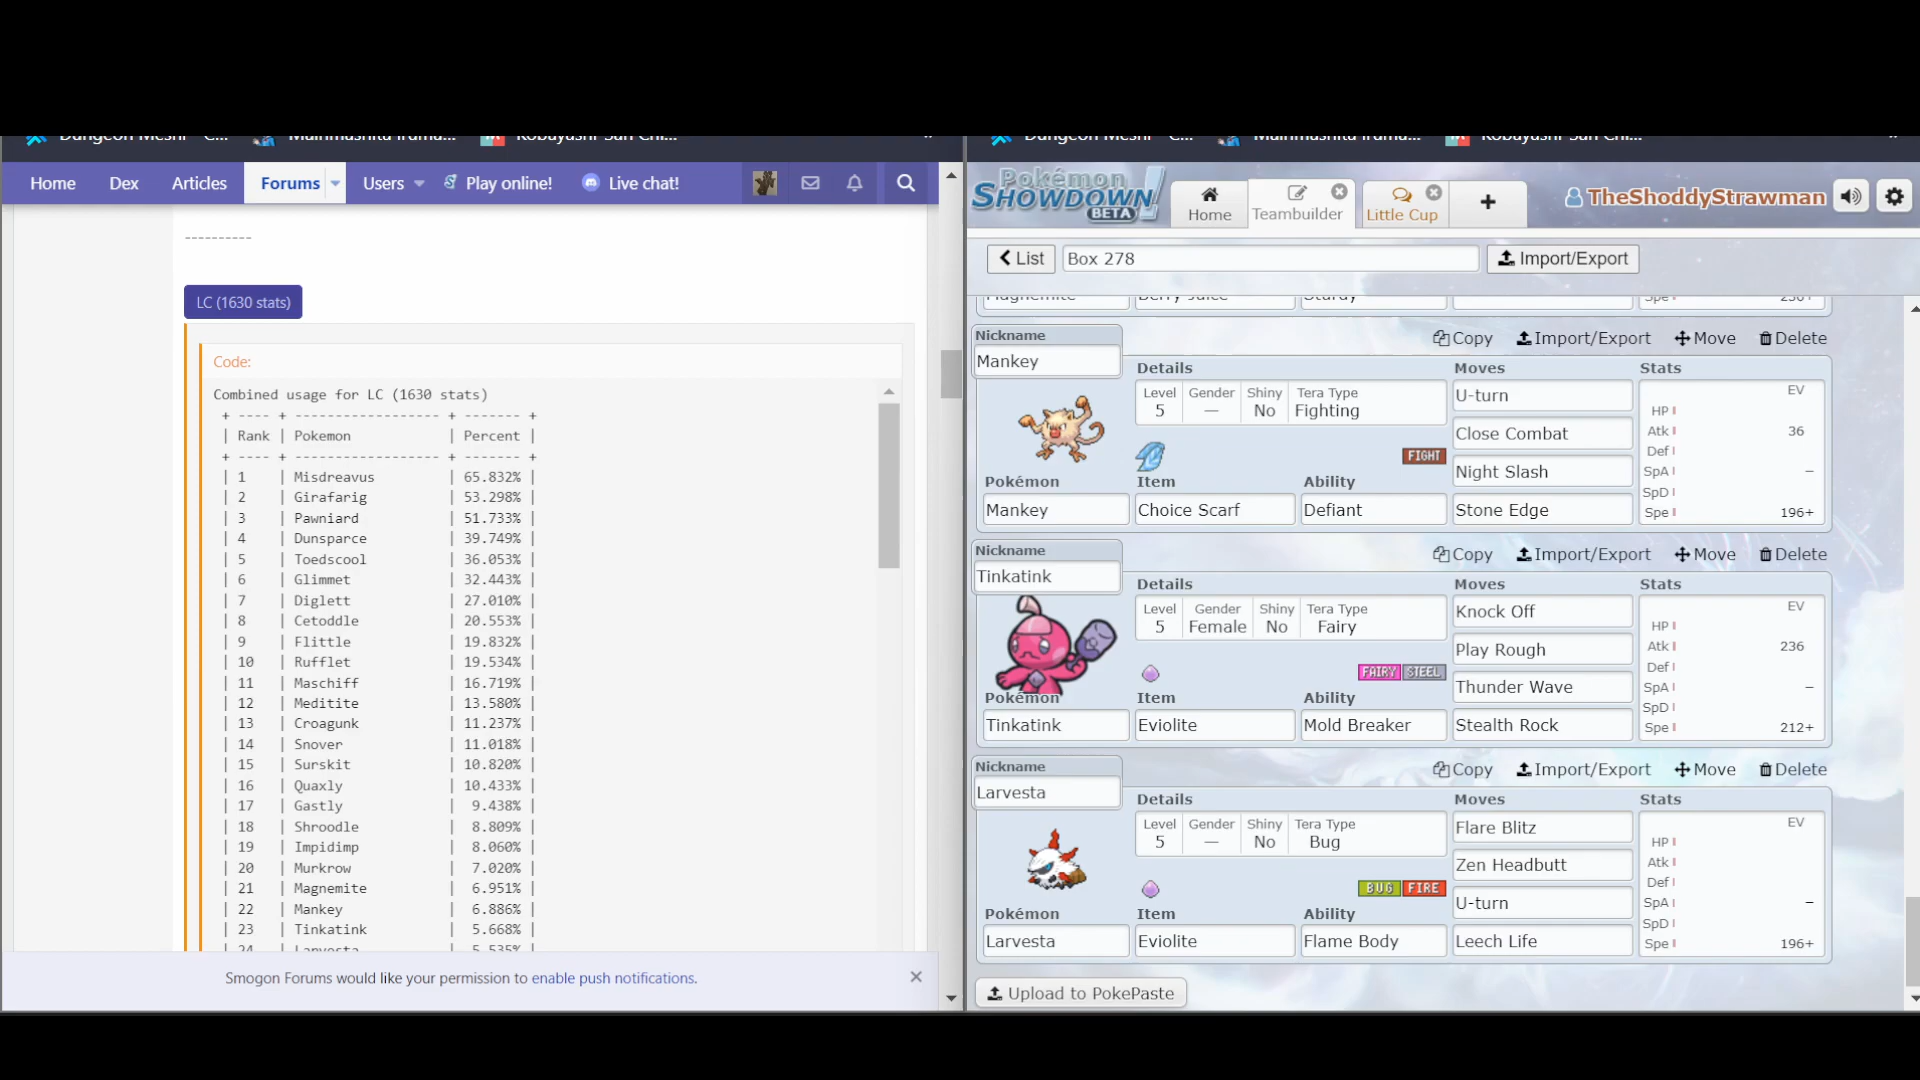 Home Dex Articles Forums Users Play online! Live chat!
----------
LC (1630 stats)
Code:
Combined usage for LC (1630 stats)
+ ---- + ------------------ + ------- +
| Rank | Pokemon | Percent |
+ ---- + ------------------ + ------- +
| 1 | Misdreavus | 65.832% |
| 2 | Girafarig | 53.298% |
| 3 | Pawniard | 51.733% |
| 4 | Dunsparce | 39.749% |
| 5 | Toedscool | 36.053% |
| 6 | Glimmet | 32.443% |
| 7 | Diglett | 27.010% |
| 8 | Cetoddle | 20.553% |
| 9 | Flittle | 19.832% |
| 10 | Rufflet | 19.534% |
| 11 | Maschiff | 16.719% |
| 12 | Meditite | 13.580% |
| 13 | Croagunk | 11.237% |
| 14 | Snover | 11.018% |
| 15 | Surskit | 10.820% |
| 16 | Quaxly | 10.433% |
| 17 | Gastly | 9.438% |
| 18 | Shroodle | 8.809% |
| 19 | Impidimp | 8.060% |
| 20 | Murkrow | 7.020% |
| 21 | Magnemite | 6.951% |
| 22 | Mankey | 6.886% |
| 23 | Tinkatink | 5.668% |
| 24 | Larvesta | 5.535% |
Smogon Forums would like your permission to enable push notifications.
Pokémon
SHOWDOWN!
BETA
Home Teambuilder Little Cup
TheShoddyStrawman
List Box 278 Import/Export
Magnemite Berry Juice Sturdy Spe 236+
Nickname Copy Import/Export Move Delete
Mankey
Details Moves Stats
Level Gender Shiny Tera Type
5 — No Fighting
FIGHT
Pokémon Item Ability
Mankey Choice Scarf Defiant
U-turn
Close Combat
Night Slash
Stone Edge
EV
HP
Atk 36
Def
SpA –
SpD
Spe 196+
Nickname Copy Import/Export Move Delete
Tinkatink
Details Moves Stats
Level Gender Shiny Tera Type
5 Female No Fairy
FAIRY STEEL
Pokémon Item Ability
Tinkatink Eviolite Mold Breaker
Knock Off
Play Rough
Thunder Wave
Stealth Rock
EV
HP
Atk 236
Def
SpA –
SpD
Spe 212+
Nickname Copy Import/Export Move Delete
Larvesta
Details Moves Stats
Level Gender Shiny Tera Type
5 — No Bug
BUG FIRE
Pokémon Item Ability
Larvesta Eviolite Flame Body
Flare Blitz
Zen Headbutt
U-turn
Leech Life
EV
HP
Atk
Def
SpA –
SpD
Spe 196+
Upload to PokePaste